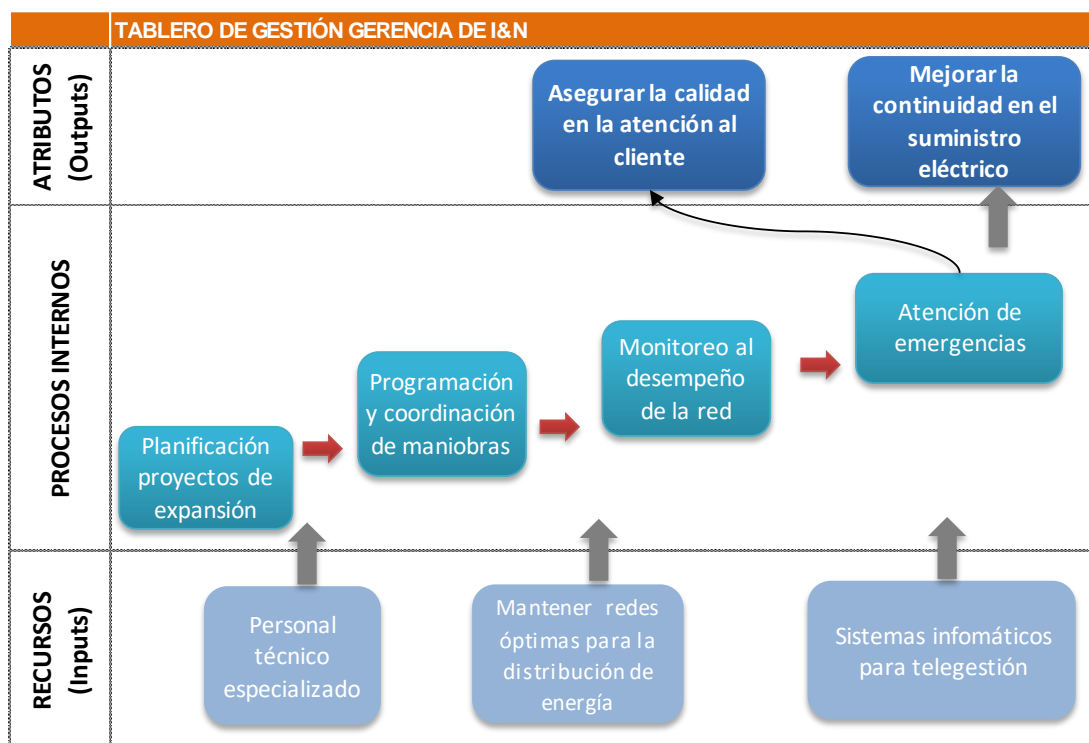 TABLERO DE GESTIÓN GERENCIA DE I&N
ATRIBUTOS
(Outputs)
Asegurar la calidad
en la atención al
cliente
Mejorar la
continuidad en el
suministro
eléctrico
PROCESOS INTERNOS
Planificación
proyectos de
expansión
Programación
y coordinación
de maniobras
Monitoreo al
desempeño
de la red
Atención de
emergencias
RECURSOS
(Inputs)
Personal
técnico
especializado
Mantener redes
óptimas para la
distribución de
energía
Sistemas infomáticos
para telegestión